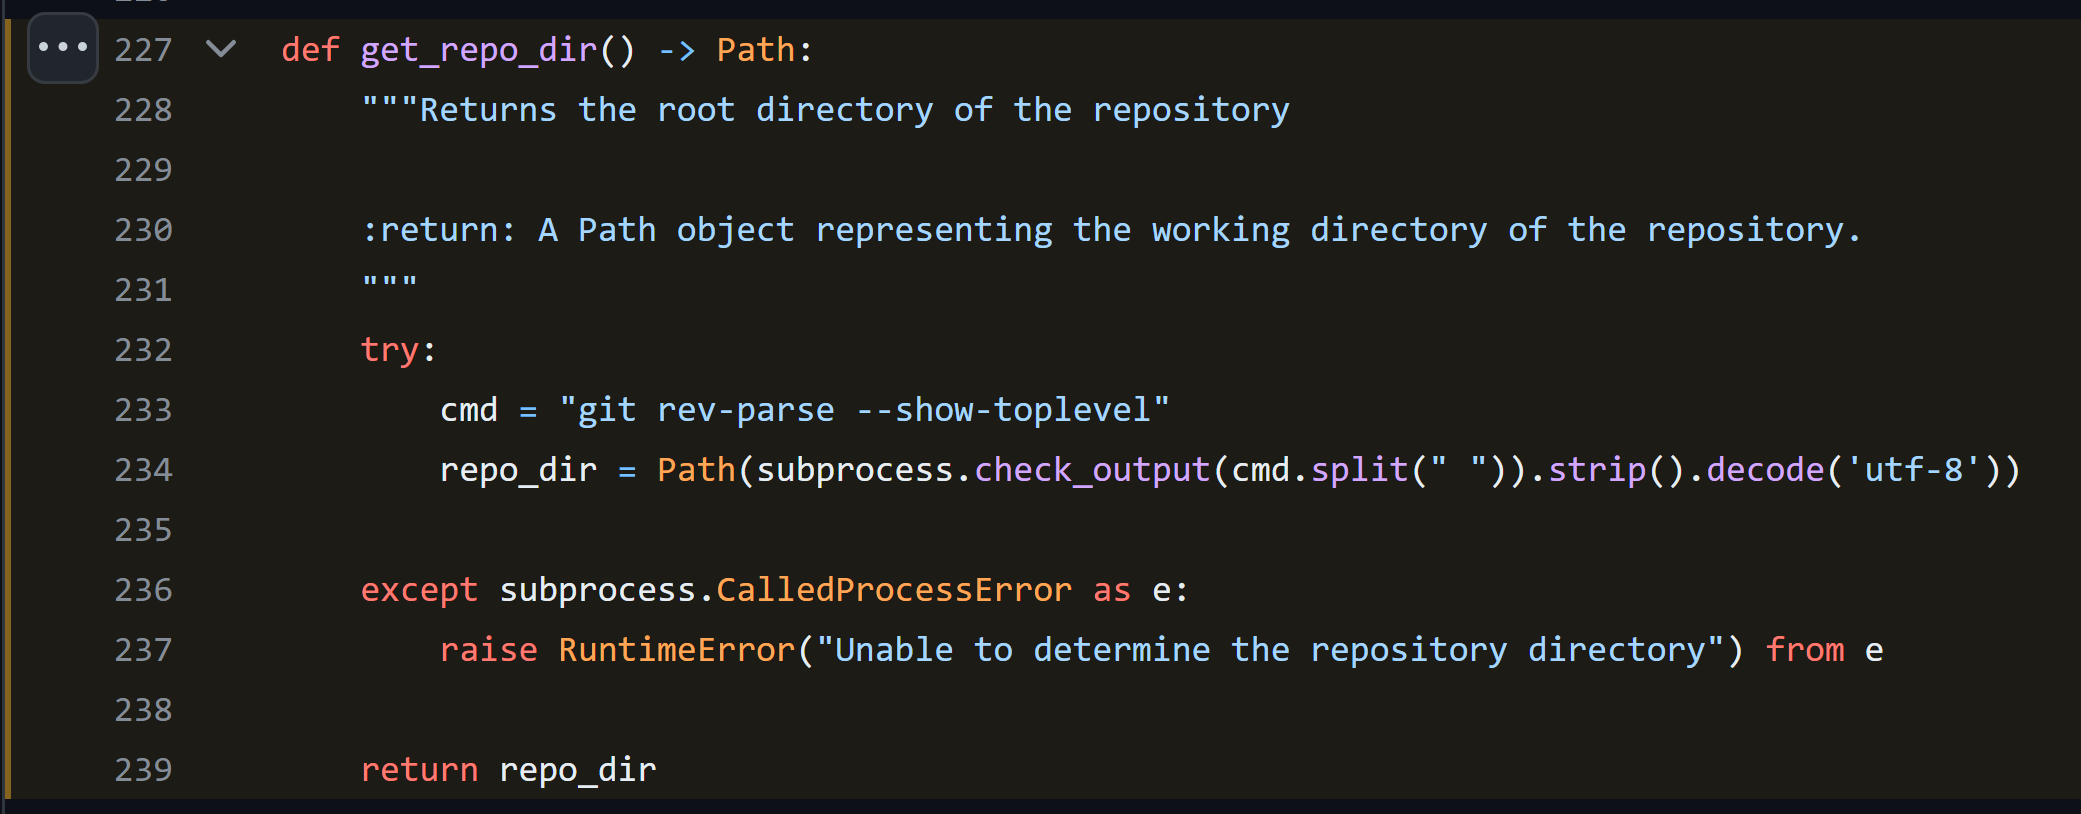 227 def get_repo_dir() -> Path:
228 """Returns the root directory of the repository
229
230 :return: A Path object representing the working directory of the repository.
231 """
232 try:
233 cmd = "git rev-parse --show-toplevel"
234 repo_dir = Path(subprocess.check_output(cmd.split(" ")).strip().decode('utf-8'))
235
236 except subprocess.CalledProcessError as e:
237 raise RuntimeError("Unable to determine the repository directory") from e
238
239 return repo_dir